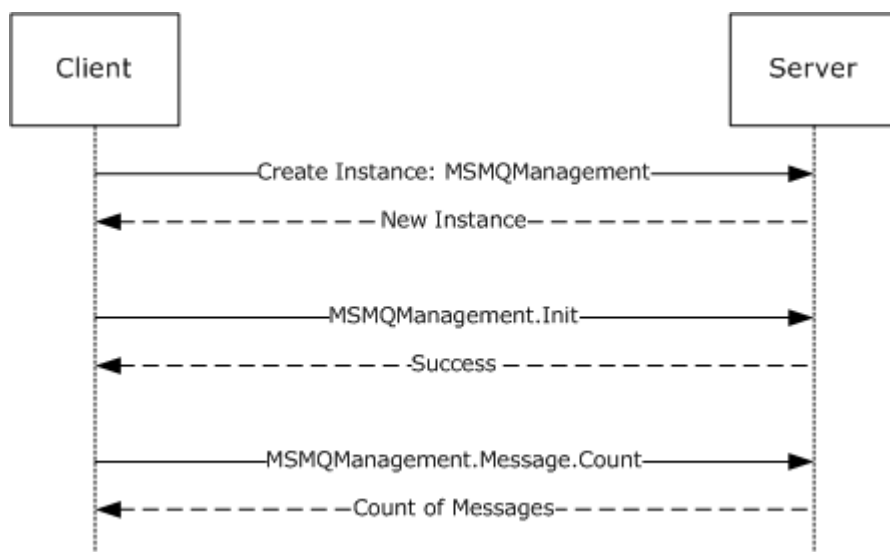 Client
Server
Create Instance: MSMQManagement
New Instance
MSMQManagement.Init
Success
MSMQManagement.Message.Count
Count of Messages